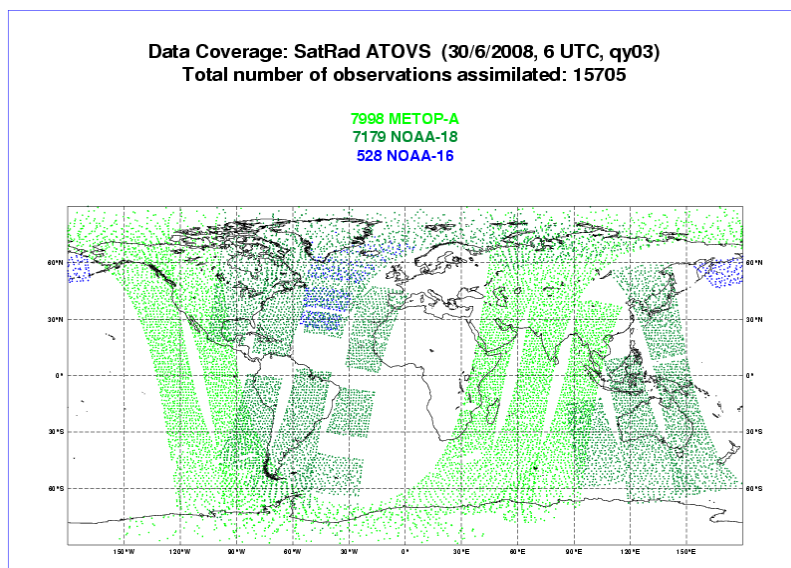 Data Coverage: SatRad ATOVS (30/6/2008, 6 UTC, qy03)
Total number of observations assimilated: 15705
7998 METOP-A
7179 NOAA-18
528 NOAA-16
60°N 60°N
30°N 30°N
0° 0°
30°S 30°S
60°S 60°S
150°W 120°W 90°W 60°W 30°W 0° 30°E 60°E 90°E 120°E 150°E